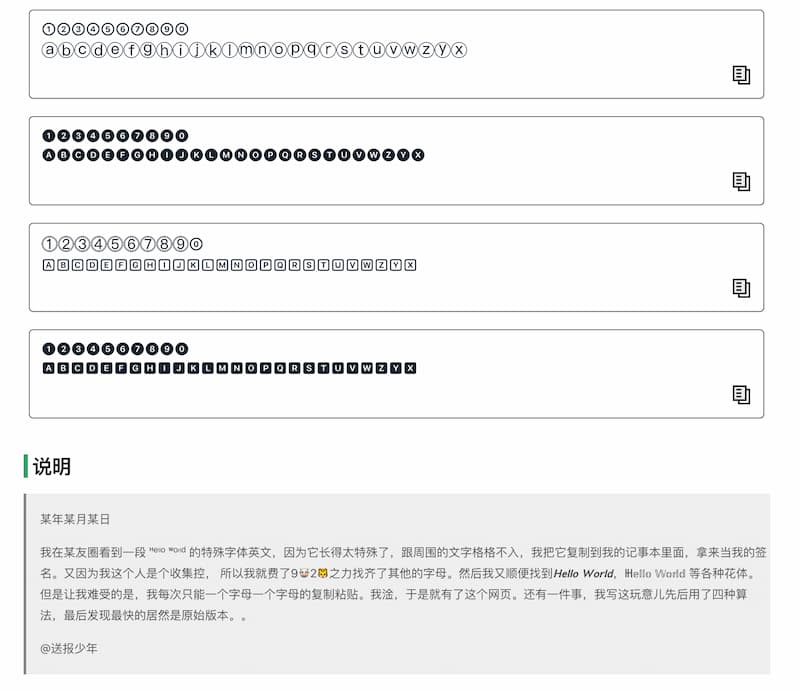 ①②③④⑤⑥⑦⑧⑨⓪
ⓐⓑⓒⓓⓔⓕⓖⓗⓘⓙⓚⓛⓜⓝⓞⓟⓠⓡⓢⓣⓤⓥⓦⓩⓨⓧ
❶❷❸❹❺❻❼❽❾⓿
🅐🅑🅒🅓🅔🅕🅖🅗🅘🅙🅚🅛🅜🅝🅞🅟🅠🅡🅢🅣🅤🅥🅦🅩🅨🅧
①②③④⑤⑥⑦⑧⑨⓪
🄰🄱🄲🄳🄴🄵🄶🄷🄸🄹🄺🄻🄼🄽🄾🄿🅀🅁🅂🅃🅄🅅🅆🅉🅈🅇
❶❷❸❹❺❻❼❽❾⓿
🅰🅱🅲🅳🅴🅵🅶🅷🅸🅹🅺🅻🅼🅽🅾🅿🆀🆁🆂🆃🆄🆅🆆🆉🆈🆇
说明
某年某月某日
我在某友圈看到一段 ᴴᵉˡˡᵒ ᵂᵒʳˡᵈ 的特殊字体英文，因为它长得太特殊了，跟周围的文字格格不入，我把它复制到我的记事本里面，拿来当我的签
名。又因为我这个人是个收集控， 所以我就费了9🐮2🐯之力找齐了其他的字母。然后我又顺便找到𝙃𝙚𝙡𝙡𝙤 𝙒𝙤𝙧𝙡𝙙，ℍ𝕖𝕝𝕝𝕠 𝕎𝕠𝕣𝕝𝕕 等各种花体。
但是让我难受的是，我每次只能一个字母一个字母的复制粘贴。我淦，于是就有了这个网页。还有一件事，我写这玩意儿先后用了四种算
法，最后发现最快的居然是原始版本。。
@送报少年